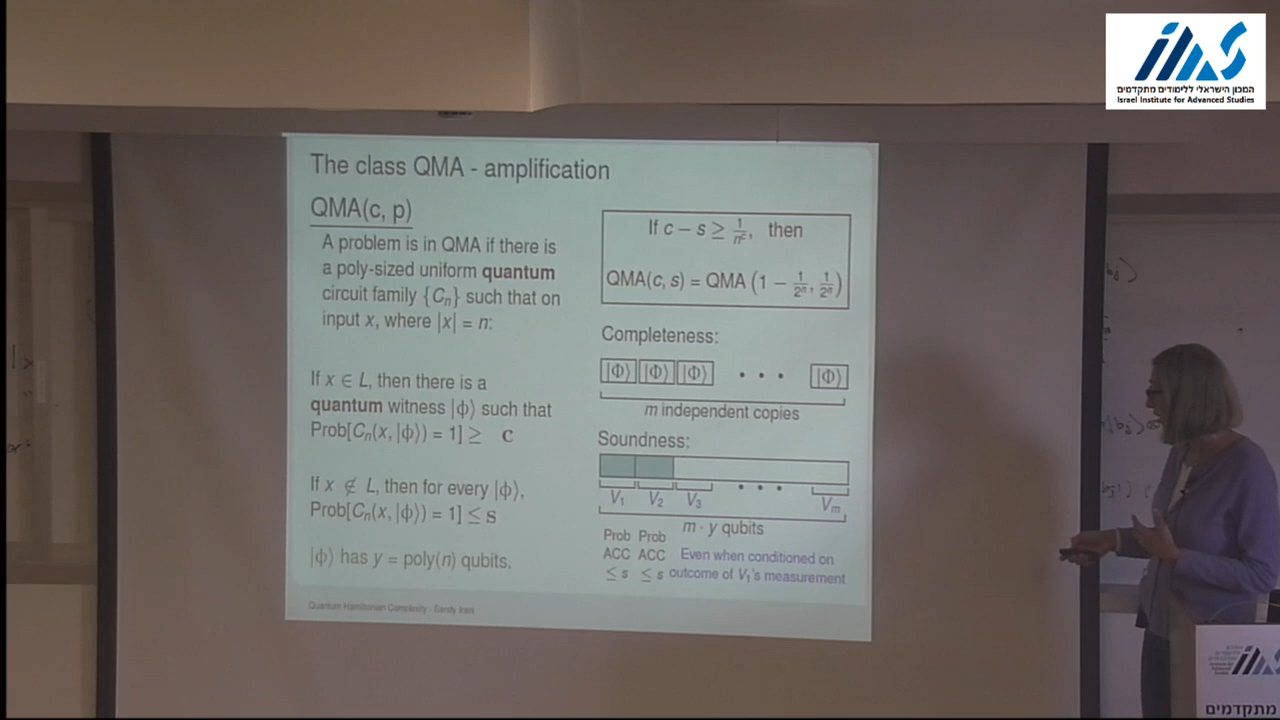 המכון הישראלי ללימודים מתקדמים
Israel Institute for Advanced Studies
The class QMA - amplification
QMA(c, p)
A problem is in QMA if there is
a poly-sized uniform quantum
circuit family {Cₙ} such that on
input x, where |x| = n:
If x ∈ L, then there is a
quantum witness |ϕ⟩ such that
Prob[Cₙ(x, |ϕ⟩) = 1] ≥ c
If x ∉ L, then for every |ϕ⟩,
Prob[Cₙ(x, |ϕ⟩) = 1] ≤ s
|ϕ⟩ has y = poly(n) qubits.
If c − s ≥ 1/nᶜ, then
QMA(c, s) = QMA (1 − 1/2ⁿ, 1/2ⁿ)
Completeness:
|Φ⟩ |Φ⟩ |Φ⟩ • • • |Φ⟩
m independent copies
Soundness:
V₁ V₂ V₃ • • • Vₘ
m · y qubits
Prob Prob
ACC ACC Even when conditioned on
≤ s ≤ s outcome of V₁'s measurement
Quantum Hamiltonian Complexity - Sandy Irani
מתקדמים